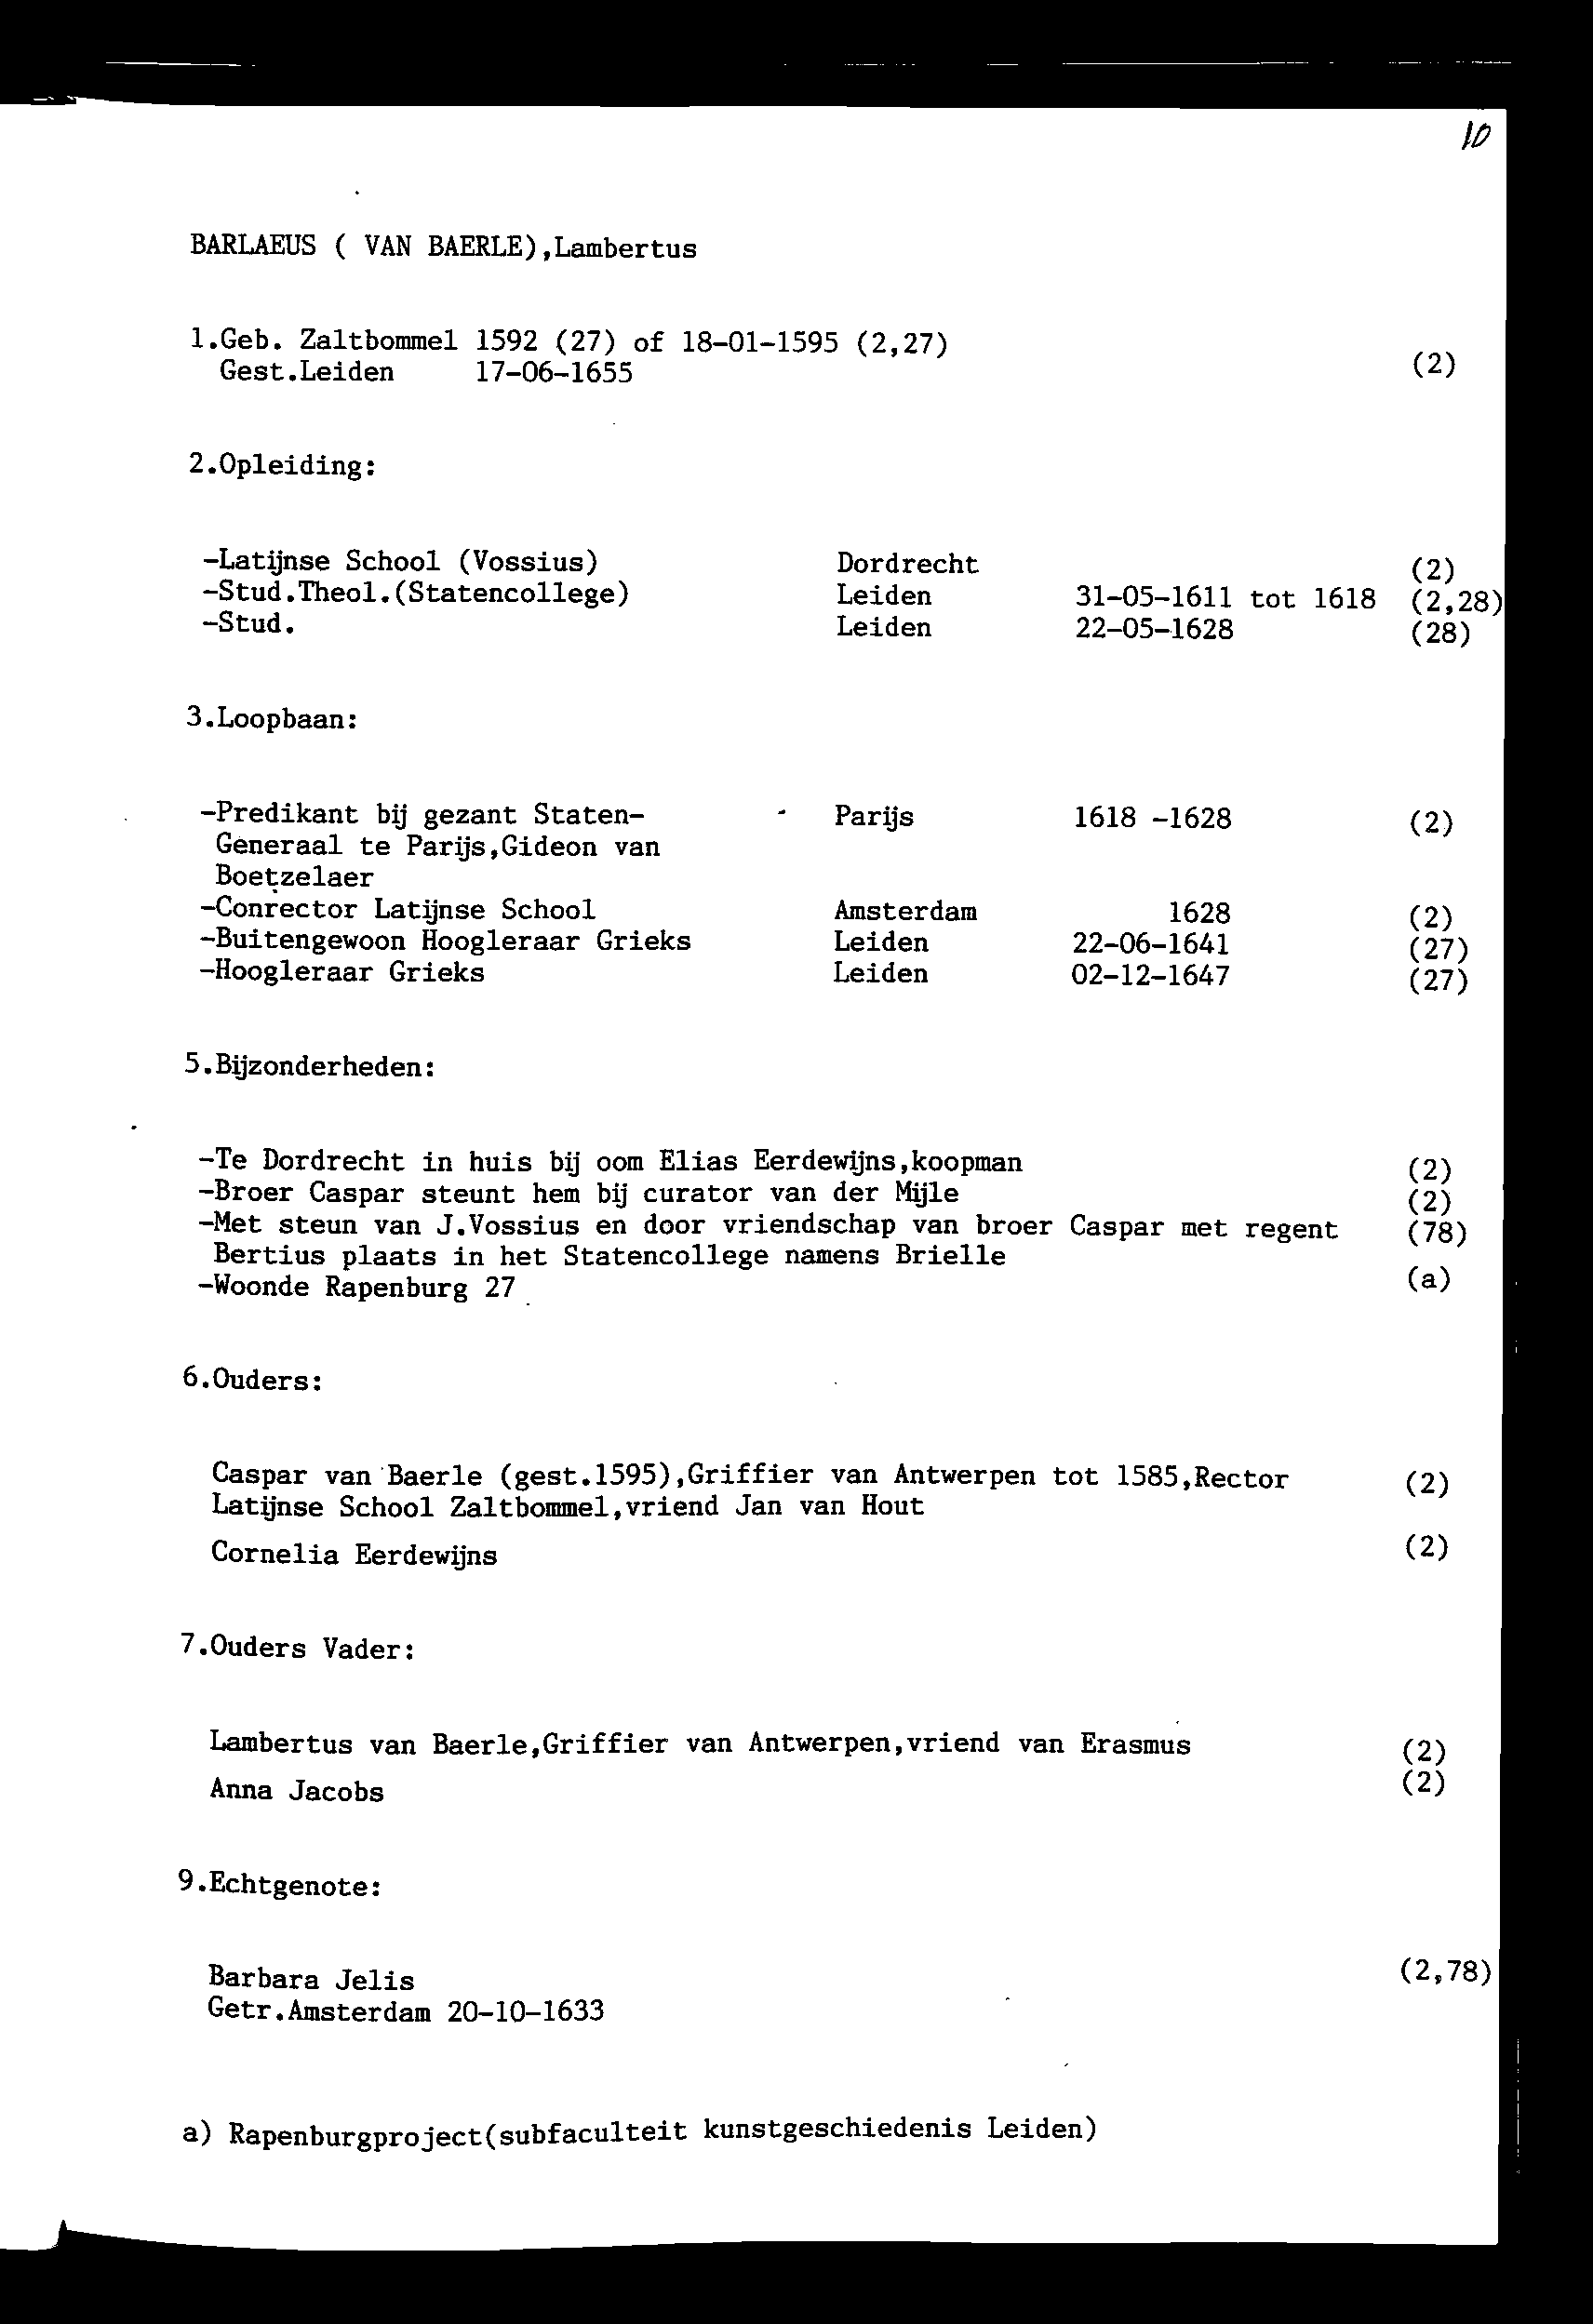 10
BARLAEUS ( VAN BAERLE),Lambertus
1.Geb. Zaltbommel 1592 (27) of 18-01-1595 (2,27)
Gest.Leiden 17-06-1655 (2)
2.Opleiding:
-Latijnse School (Vossius) Dordrecht (2)
-Stud.Theol.(Statencollege) Leiden 31-05-1611 tot 1618 (2,28)
-Stud. Leiden 22-05-1628 (28)
3.Loopbaan:
-Predikant bij gezant Staten- Parijs 1618 -1628 (2)
Generaal te Parijs,Gideon van
Boetzelaer
-Conrector Latijnse School Amsterdam 1628 (2)
-Buitengewoon Hoogleraar Grieks Leiden 22-06-1641 (27)
-Hoogleraar Grieks Leiden 02-12-1647 (27)
5.Bijzonderheden:
-Te Dordrecht in huis bij oom Elias Eerdewijns,koopman (2)
-Broer Caspar steunt hem bij curator van der Mijle (2)
-Met steun van J.Vossius en door vriendschap van broer Caspar met regent (78)
Bertius plaats in het Statencollege namens Brielle
-Woonde Rapenburg 27 (a)
6.Ouders:
Caspar van Baerle (gest.1595),Griffier van Antwerpen tot 1585,Rector (2)
Latijnse School Zaltbommel,vriend Jan van Hout
Cornelia Eerdewijns (2)
7.Ouders Vader:
Lambertus van Baerle,Griffier van Antwerpen,vriend van Erasmus (2)
Anna Jacobs (2)
9.Echtgenote:
Barbara Jelis (2,78)
Getr.Amsterdam 20-10-1633
a) Rapenburgproject(subfaculteit kunstgeschiedenis Leiden)